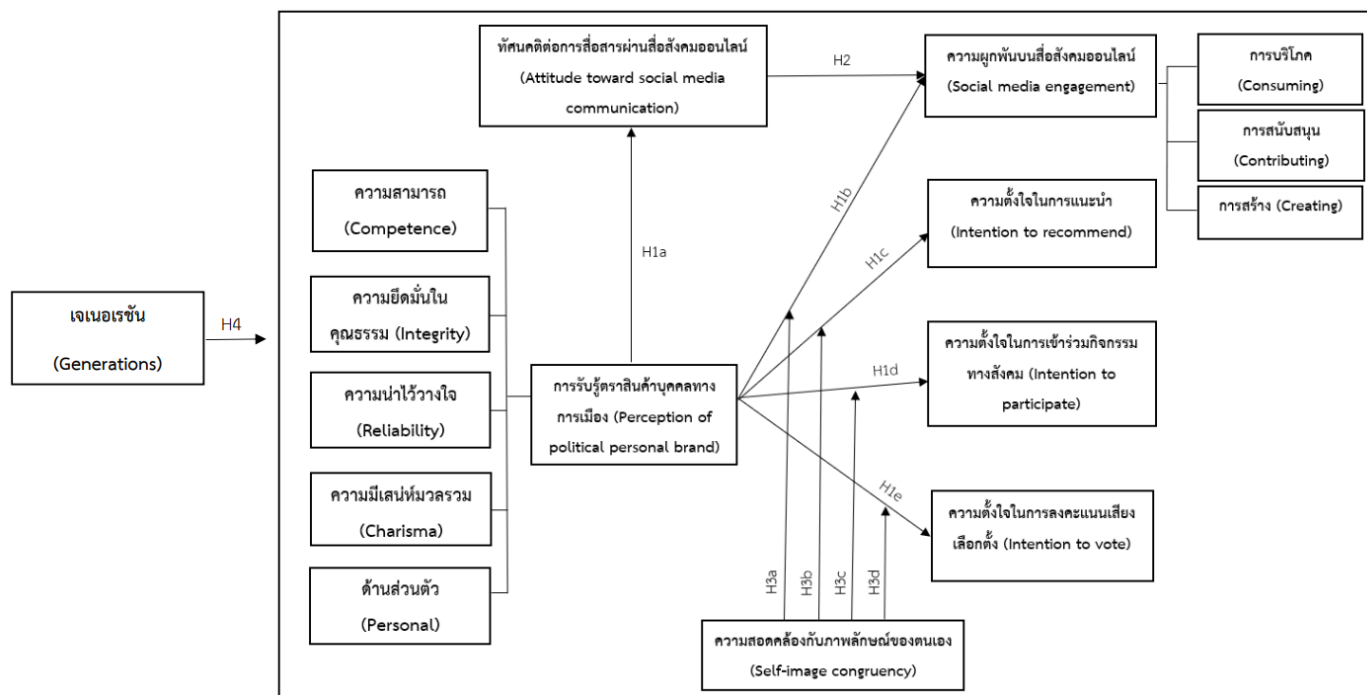 ทัศนคติต่อการสื่อสารผ่านสื่อสังคมออนไลน์
(Attitude toward social media
communication)
H2
ความผูกพันบนสื่อสังคมออนไลน์
(Social media engagement)
การบริโภค
(Consuming)
การสนับสนุน
(Contributing)
การสร้าง (Creating)
H1a
H1b
ความสามารถ
(Competence)
ความตั้งใจในการแนะนำ
(Intention to recommend)
H1c
เจเนอเรชัน
(Generations)
H4
ความยึดมั่นใน
คุณธรรม (Integrity)
ความน่าไว้วางใจ
(Reliability)
ความมีเสน่ห์มวลรวม
(Charisma)
ด้านส่วนตัว
(Personal)
การรับรู้ตราสินค้าบุคคลทาง
การเมือง (Perception of
political personal brand)
H1d
ความตั้งใจในการเข้าร่วมกิจกรรม
ทางสังคม (Intention to
participate)
H1e
ความตั้งใจในการลงคะแนนเสียง
เลือกตั้ง (Intention to vote)
H3a
H3b
H3c
H3d
ความสอดคล้องกับภาพลักษณ์ของตนเอง
(Self-image congruency)